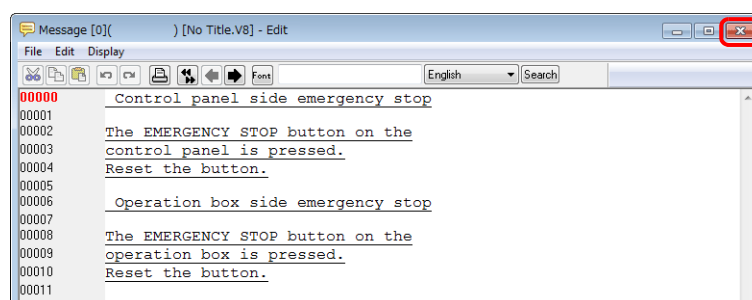 Message [0]( ) [No Title.V8] - Edit
File Edit Display
Font English Search
00000 Control panel side emergency stop
00001
00002 The EMERGENCY STOP button on the
00003 control panel is pressed.
00004 Reset the button.
00005
00006 Operation box side emergency stop
00007
00008 The EMERGENCY STOP button on the
00009 operation box is pressed.
00010 Reset the button.
00011